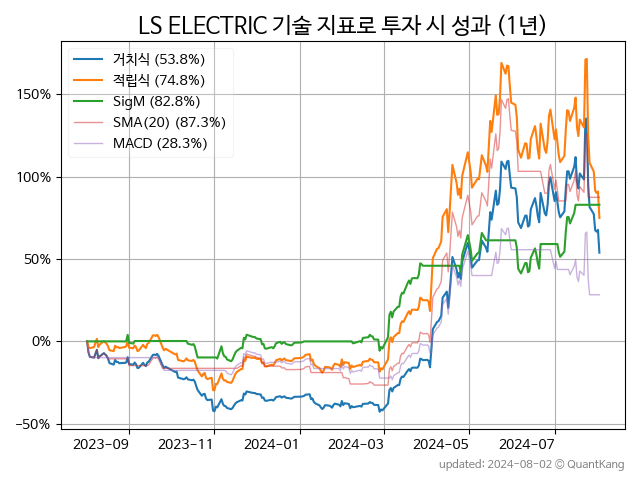 LS ELECTRIC 기술 지표로 투자 시 성과 (1년)
거치식 (53.8%)
적립식 (74.8%)
SigM (82.8%)
SMA(20) (87.3%)
MACD (28.3%)
150%
100%
50%
0%
−50%
2023-09 2023-11 2024-01 2024-03 2024-05 2024-07
updated: 2024-08-02 © QuantKang